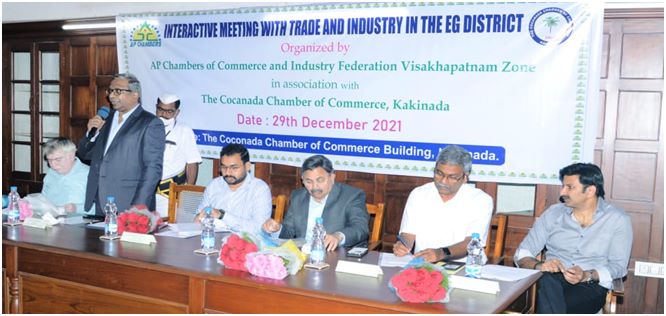 INTERACTIVE MEETING WITH TRADE AND INDUSTRY IN THE EG DISTRICT
AP CHAMBERS
Organized by
AP Chambers of Commerce and Industry Federation Visakhapatnam Zone
in association with
The Cocanada Chamber of Commerce, Kakinada
Date : 29th December 2021
e: The Coconada Chamber of Commerce Building, nada.